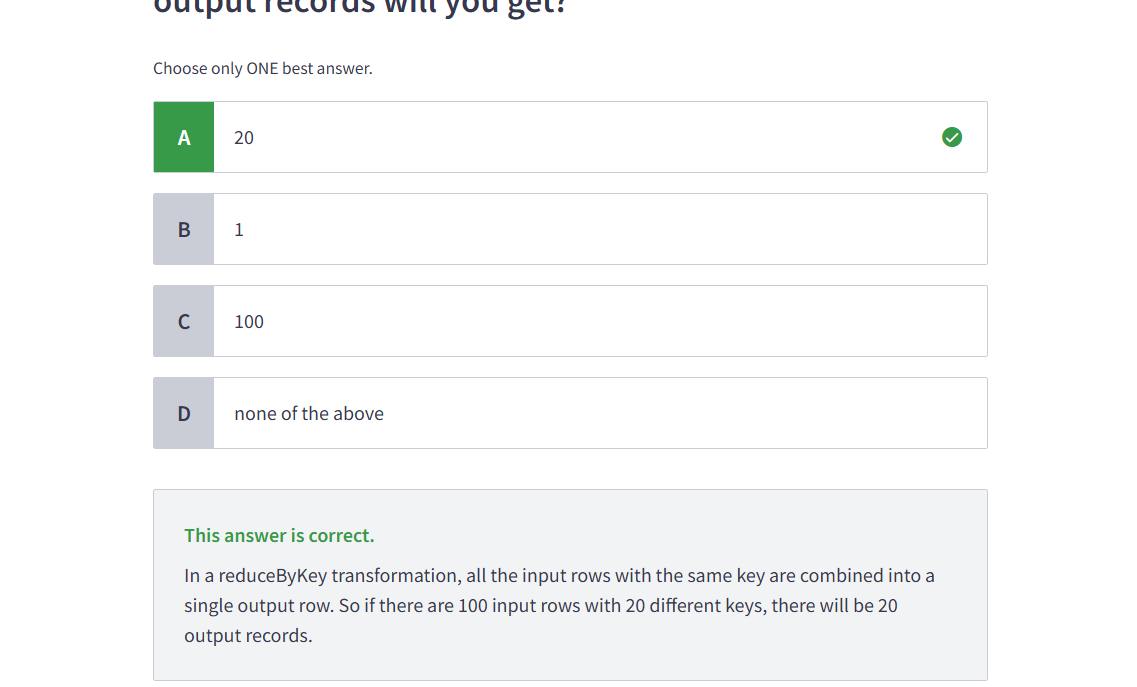 output records will you get?
Choose only ONE best answer.
A 20
B 1
C 100
D none of the above
This answer is correct.
In a reduceByKey transformation, all the input rows with the same key are combined into a
single output row. So if there are 100 input rows with 20 different keys, there will be 20
output records.